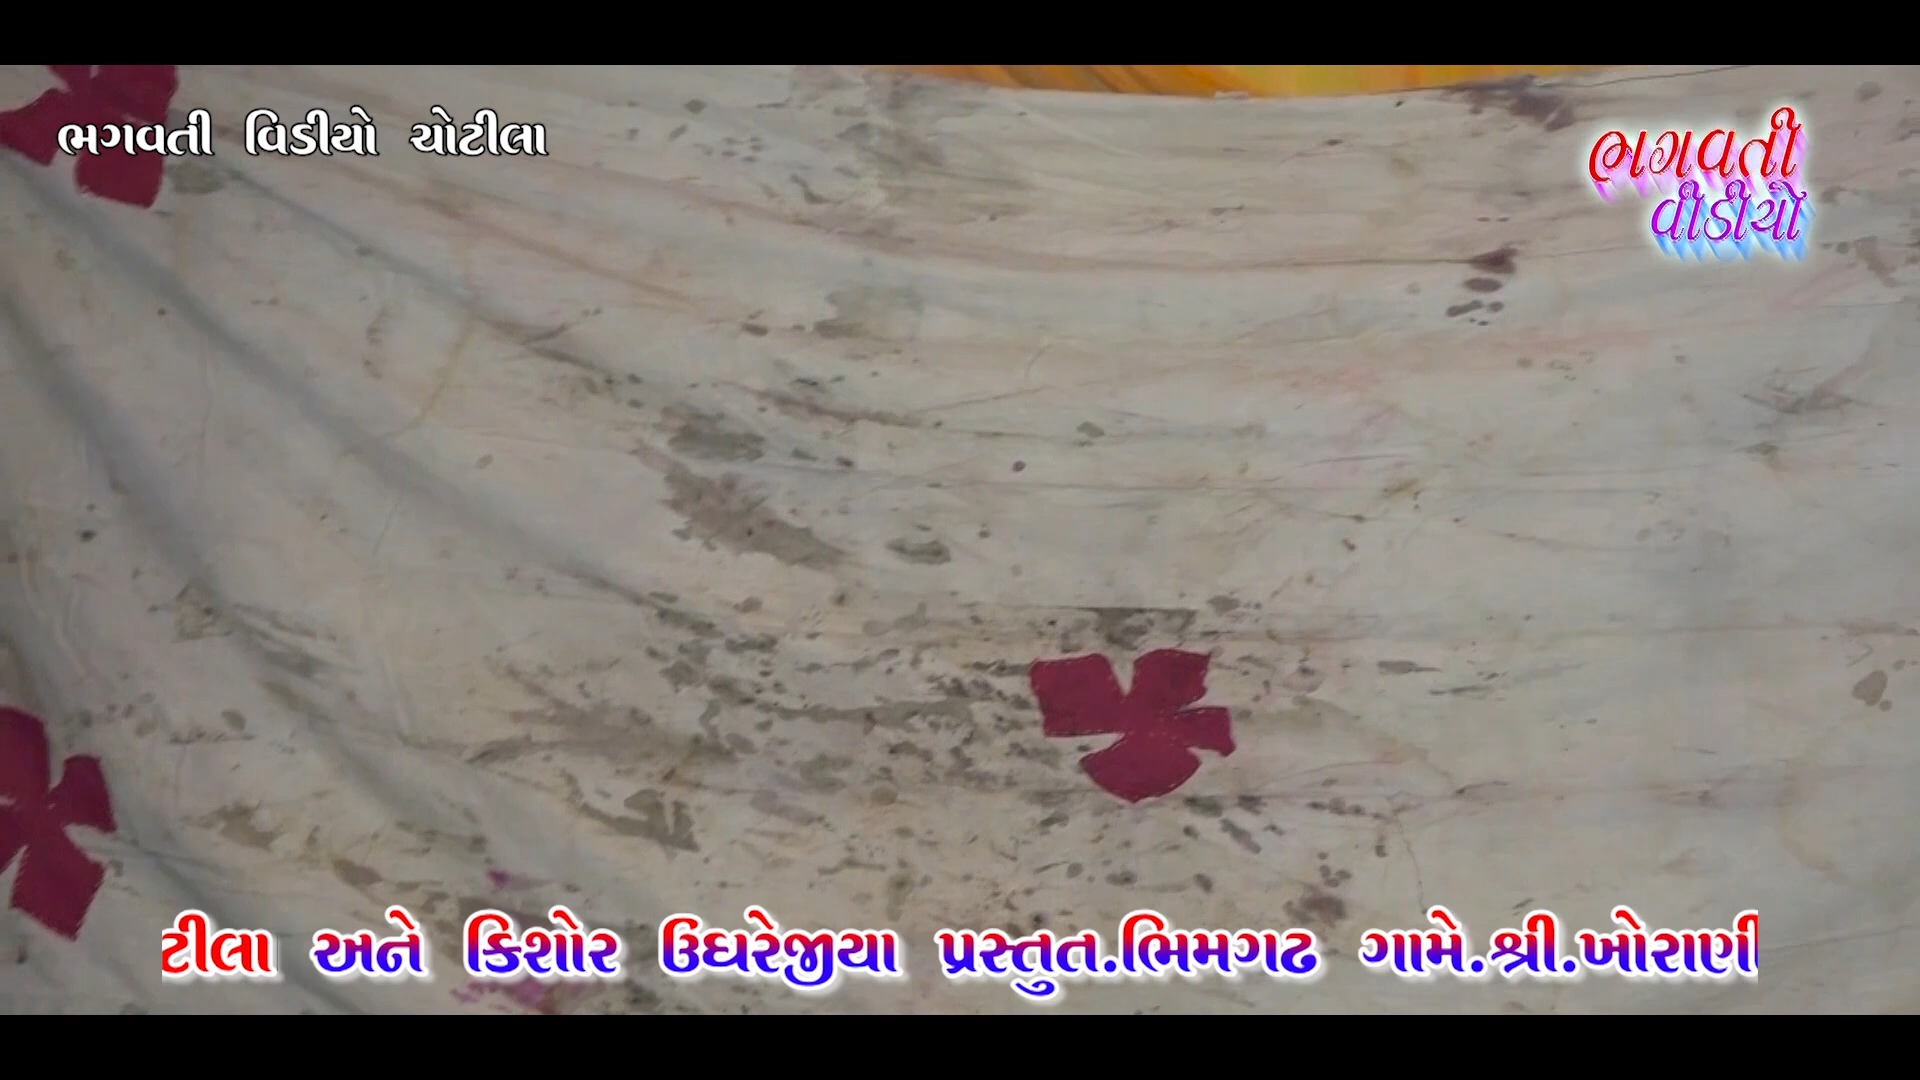 ભગવતી વિડીયો ચોટીલા
ભગવતી
વીડીયો
ટીલા અને કિશોર ઉઘરેજીયા પ્રસ્તુત.ભિમગઢ ગામે.શ્રી.ખોરાણી